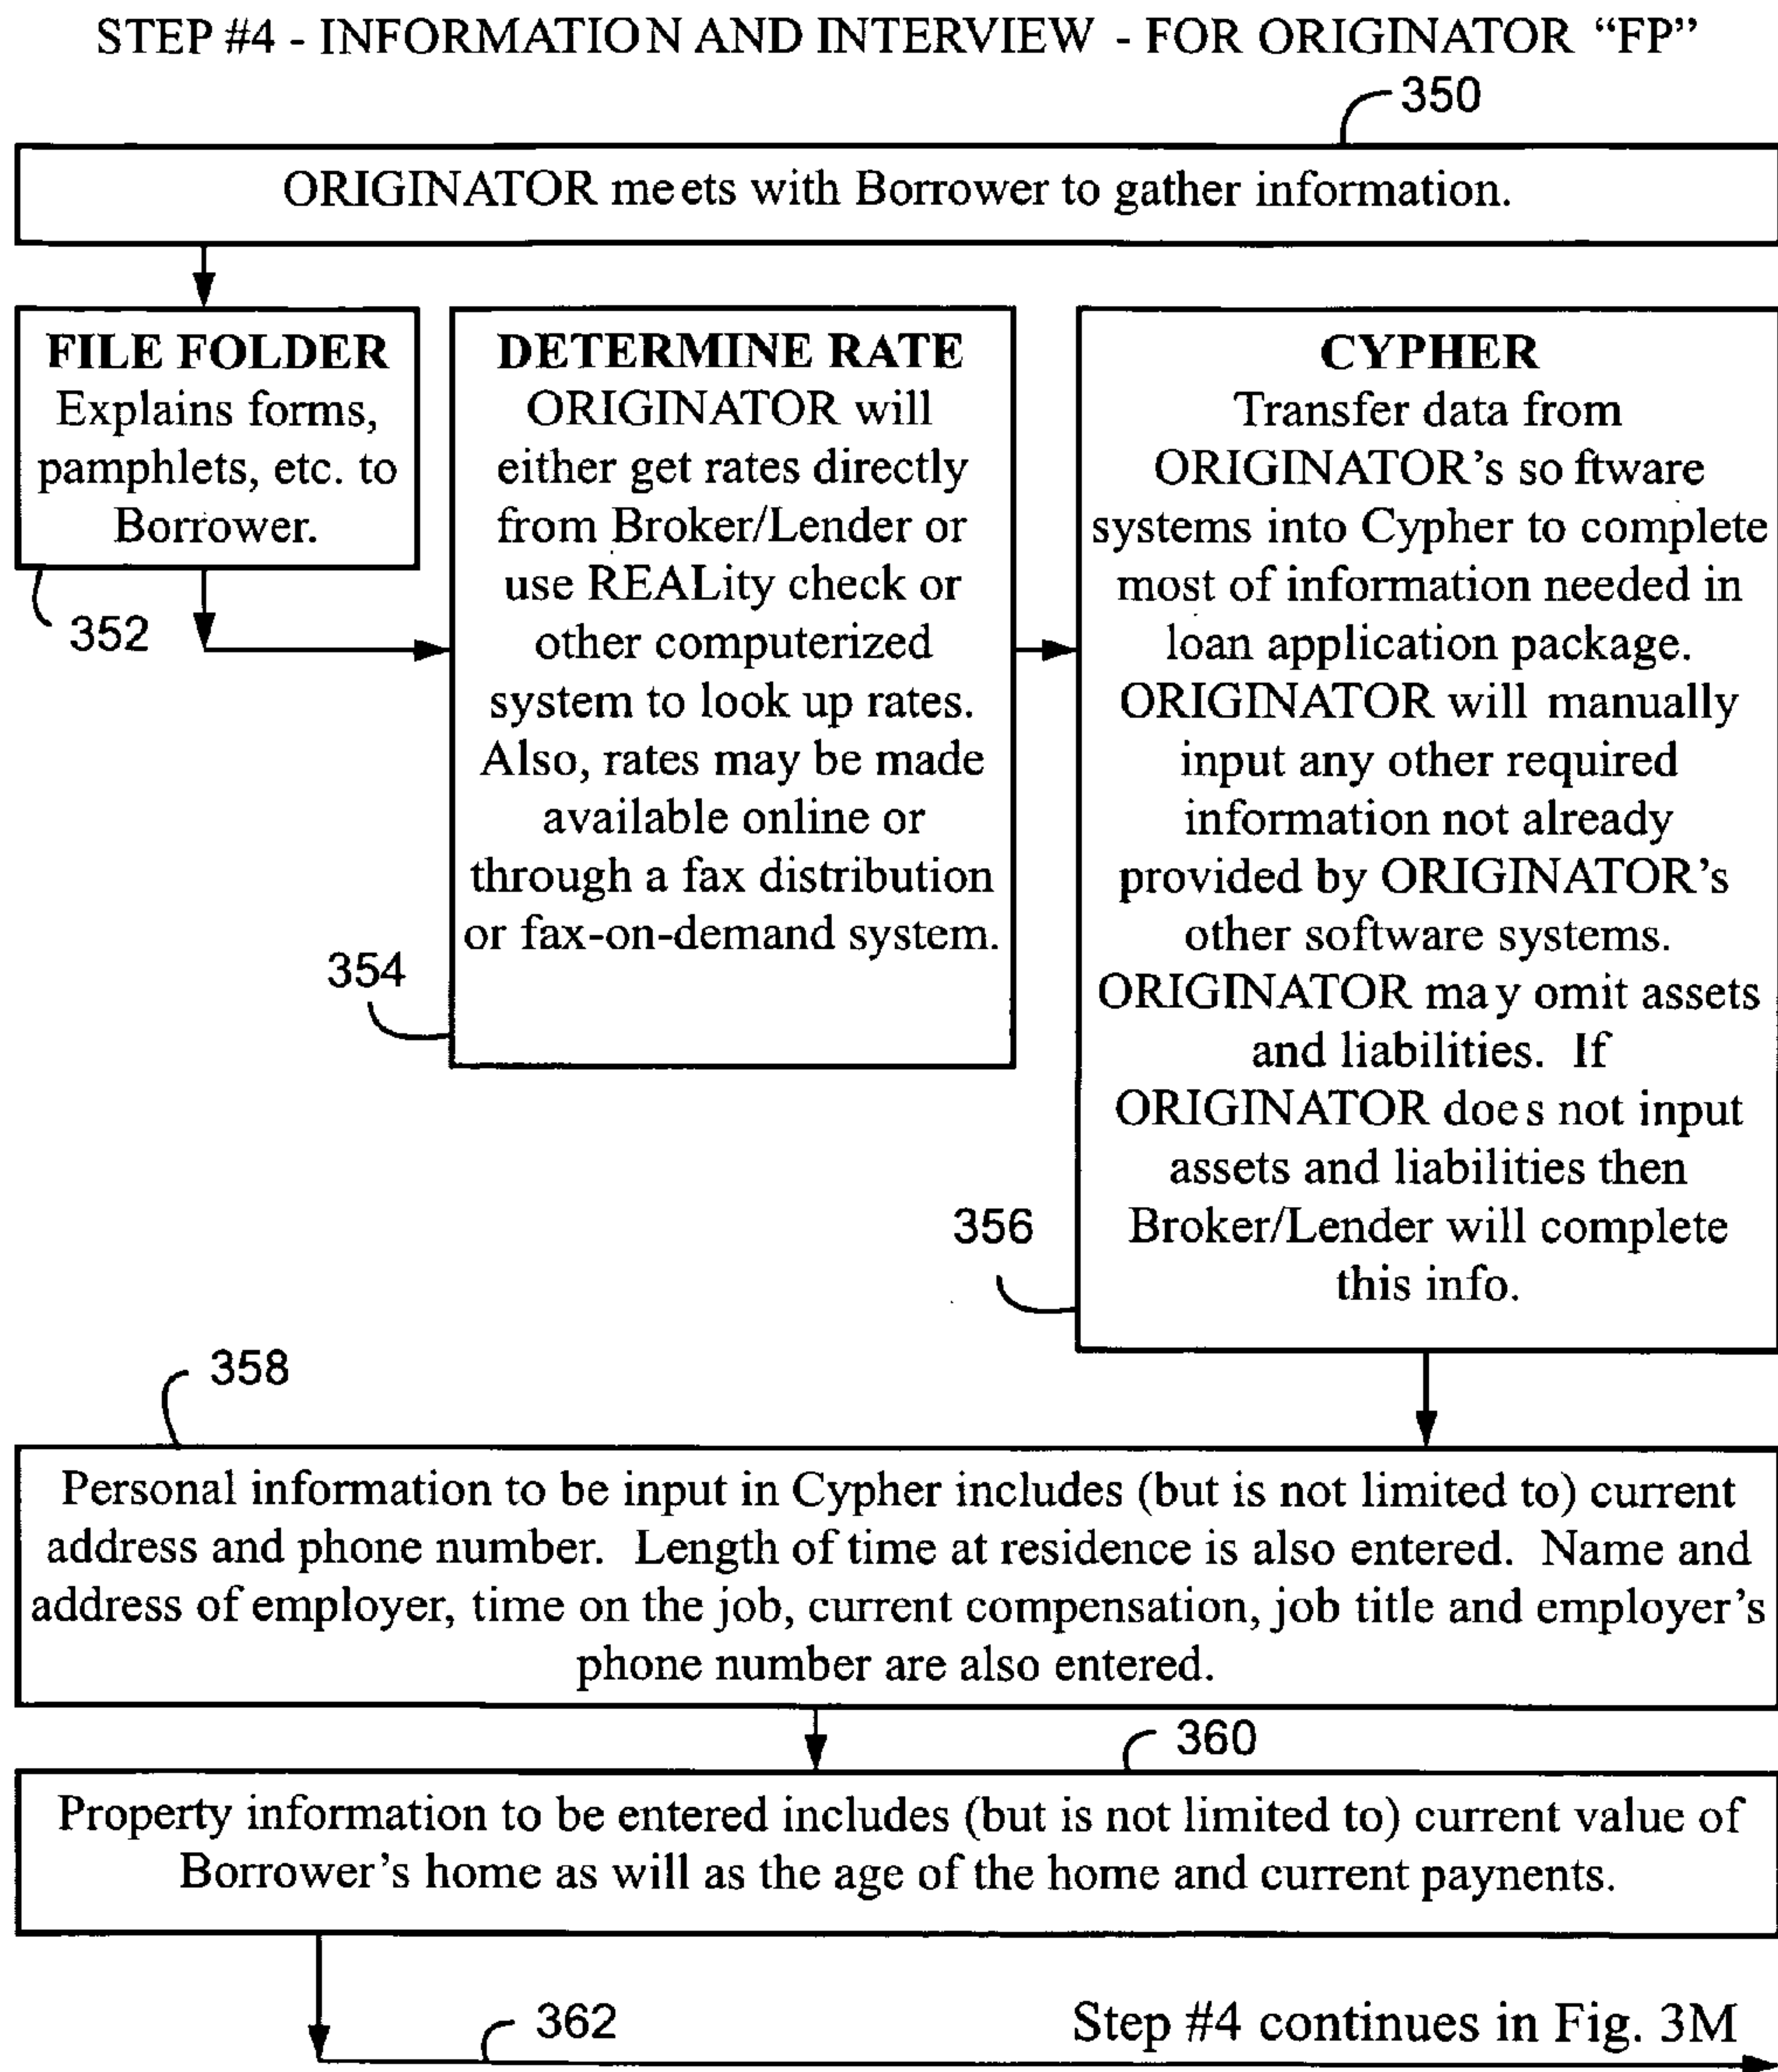 STEP #4 - INFORMATION AND INTERVIEW - FOR ORIGINATOR “FP”
350
ORIGINATOR meets with Borrower to gather information.
FILE FOLDER
Explains forms,
pamphlets, etc. to
Borrower.
352
DETERMINE RATE
ORIGINATOR will
either get rates directly
from Broker/Lender or
use REALity check or
other computerized
system to look up rates.
Also, rates may be made
available online or
through a fax distribution
or fax-on-demand system.
354
CYPHER
Transfer data from
ORIGINATOR’s so ftware
systems into Cypher to complete
most of information needed in
loan application package.
ORIGINATOR will manually
input any other required
information not already
provided by ORIGINATOR’s
other software systems.
ORIGINATOR may omit assets
and liabilities. If
ORIGINATOR does not input
assets and liabilities then
Broker/Lender will complete
this info.
356
358
Personal information to be input in Cypher includes (but is not limited to) current
address and phone number. Length of time at residence is also entered. Name and
address of employer, time on the job, current compensation, job title and employer’s
phone number are also entered.
360
Property information to be entered includes (but is not limited to) current value of
Borrower’s home as will as the age of the home and current paynents.
362
Step #4 continues in Fig. 3M